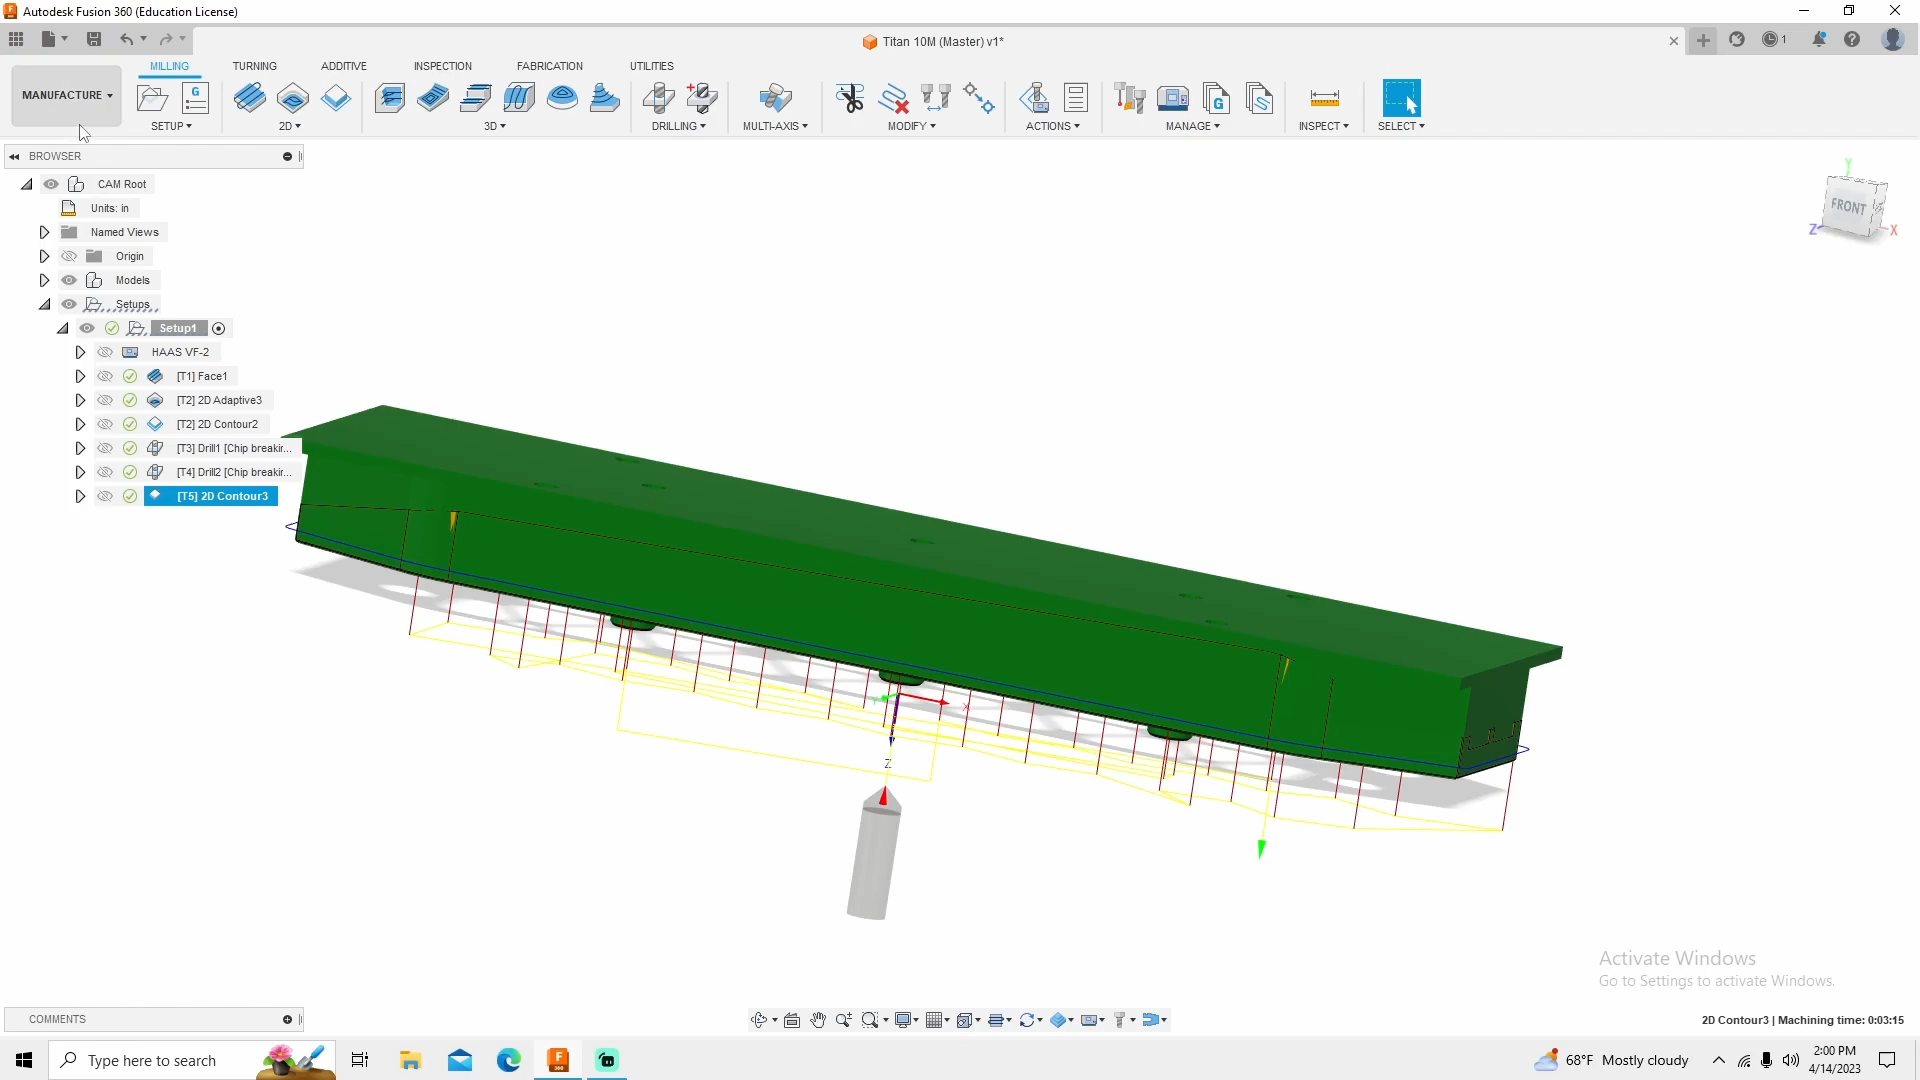 Autodesk Fusion 360 (Education License)
1
Titan 10M (Master) v1*
MILLING TURNING ADDITIVE INSPECTION FABRICATION UTILITIES
MANUFACTURE
SETUP 2D 3D DRILLING MULTI-AXIS MODIFY ACTIONS MANAGE INSPECT SELECT
BROWSER
CAM Root
Units: in
Named Views
Origin
Models
Setups
Setup1
HAAS VF-2
[T1] Face1
[T2] 2D Adaptive3
[T2] 2D Contour2
[T3] Drill1 [Chip breakir...
[T4] Drill2 [Chip breakir...
[T5] 2D Contour3
Y
FRONT
Z
X
Y
X
Z
Activate Windows
Go to Settings to activate Windows.
COMMENTS
2D Contour3 | Machining time: 0:03:15
Type here to search
68°F Mostly cloudy
2:00 PM
4/14/2023